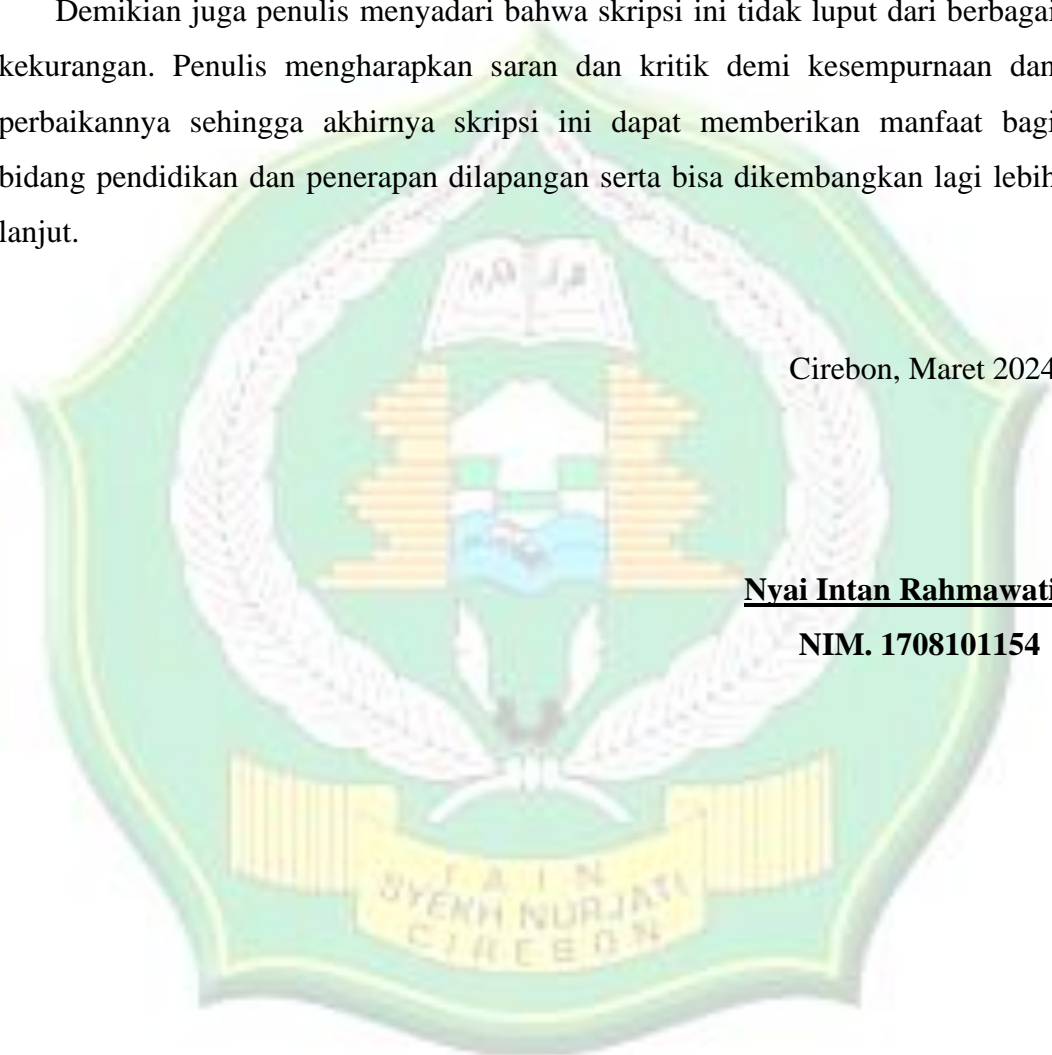 Demikian juga penulis menyadari bahwa skripsi ini tidak luput dari berbagai
kekurangan. Penulis mengharapkan saran dan kritik demi kesempurnaan dan
perbaikannya sehingga akhirnya skripsi ini dapat memberikan manfaat bagi
bidang pendidikan dan penerapan dilapangan serta bisa dikembangkan lagi lebih
lanjut.
Cirebon, Maret 2024
Nyai Intan Rahmawati
NIM. 1708101154
IAIN
SYEKH NURJATI
CIREBON